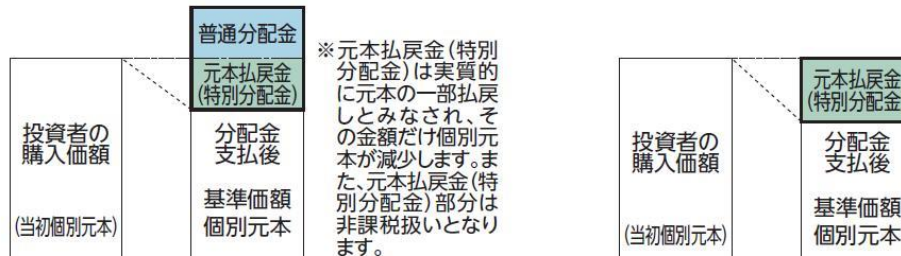 普通分配金
元本払戻金
(特別分配金)
投資者の
購入価額
(当初個別元本)
分配金
支払後
基準価額
個別元本
※元本払戻金(特別
分配金)は実質的
に元本の一部払戻
しとみなされ、そ
の金額だけ個別元
本が減少します。ま
た、元本払戻金(特
別分配金)部分は
非課税扱いとなり
ます。
投資者の
購入価額
(当初個別元本)
元本払戻金
(特別分配金
分配金
支払後
基準価額
個別元本